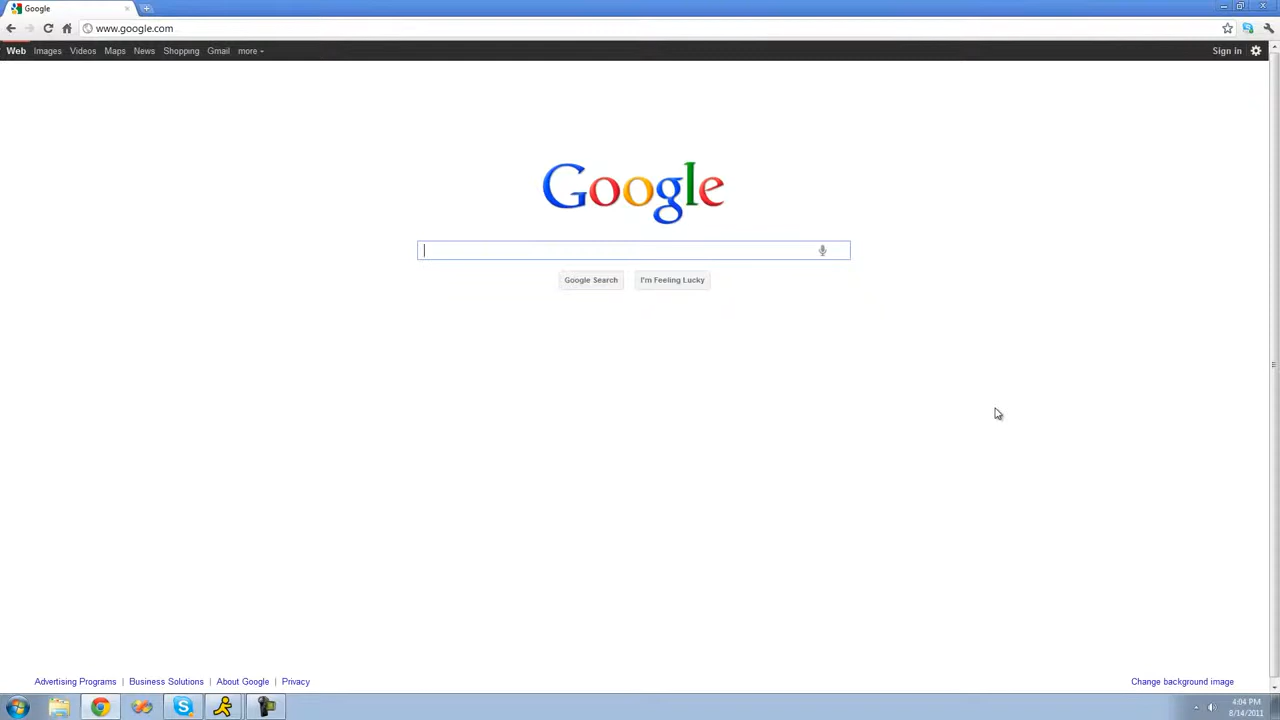 Google
www.google.com
Web Images Videos Maps News Shopping Gmail more
Sign in
Google
Google Search I'm Feeling Lucky
Advertising Programs | Business Solutions | About Google | Privacy
Change background image
4:04 PM
8/14/2011